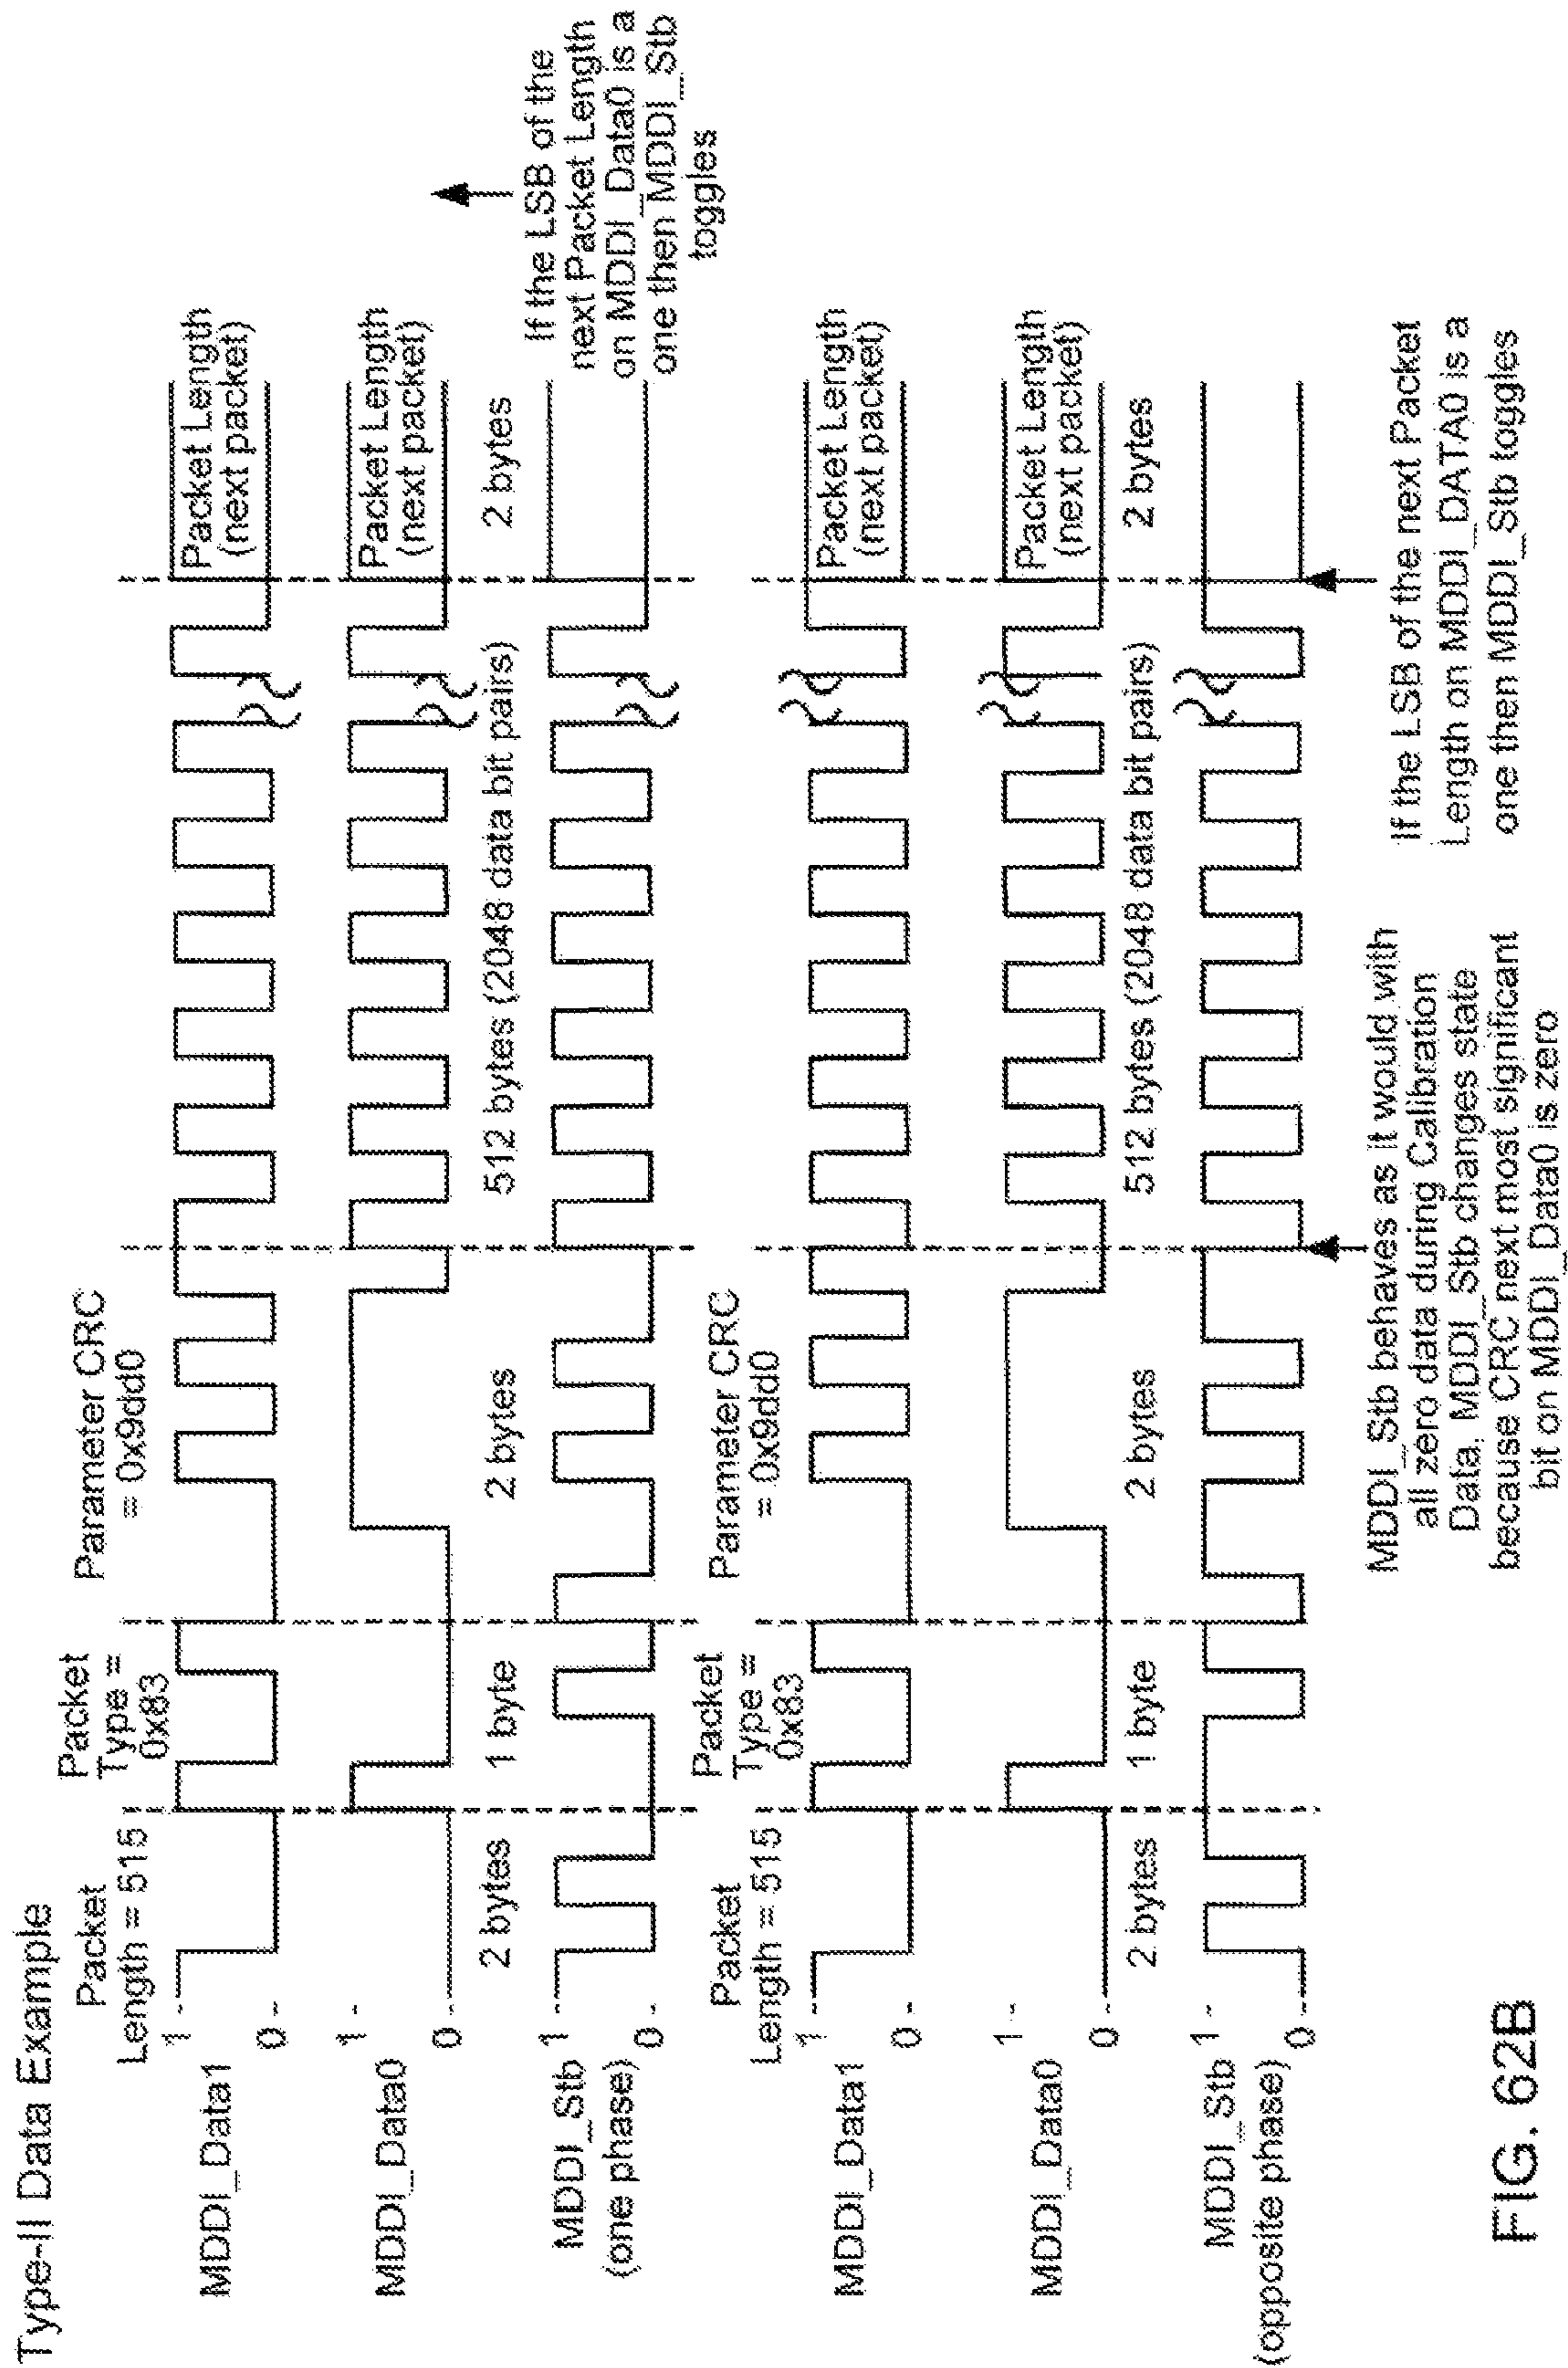 Type-II Data Example
Packet
Length = 515
Packet
Type =
0x83
Parameter CRC
= 0x9dd0
MDDI_Data1
1
0
Packet Length
(next packet)
MDDI_Data0
1
0
Packet Length
(next packet)
2 bytes
1 byte
2 bytes
512 bytes (2048 data bit pairs)
2 bytes
MDDI_Stb
(one phase)
1
0
If the LSB of the
next Packet Length
on MDDI_Data0 is a
one then MDDI_Stb
toggles
Packet
Length = 515
Packet
Type =
0x83
Parameter CRC
= 0x9dd0
MDDI_Data1
1
0
Packet Length
(next packet)
MDDI_Data0
1
0
Packet Length
(next packet)
2 bytes
1 byte
2 bytes
512 bytes (2048 data bit pairs)
2 bytes
MDDI_Stb
(opposite phase)
1
0
MDDI_Stb behaves as it would with
all zero data during Calibration
Data, MDDI_Stb changes state
because CRC next most significant
bit on MDDI_Data0 is zero
If the LSB of the next Packet
Length on MDDI_DATA0 is a
one then MDDI_Stb toggles
FIG. 62B